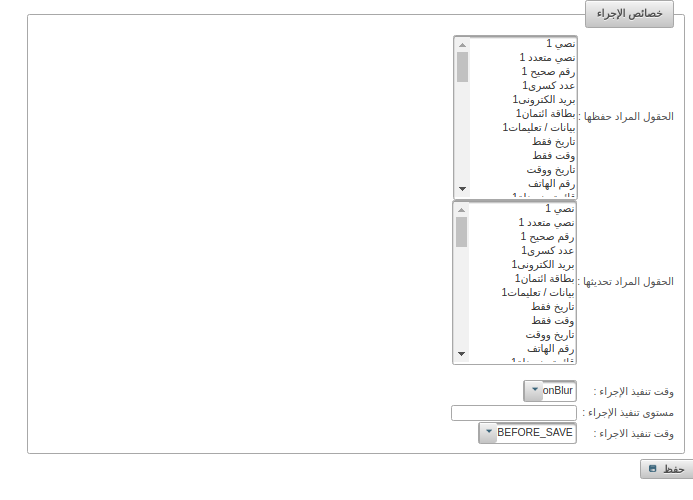 خصائص الإجراء
الحقول المراد حفظها :
نصي 1
نصي متعدد 1
رقم صحيح 1
عدد كسرى1
بريد الكترونى1
بطاقة ائتمان1
بيانات / تعليمات1
تاريخ فقط
وقت فقط
تاريخ ووقت
رقم الهاتف
الحقول المراد تحديثها :
نصي 1
نصي متعدد 1
رقم صحيح 1
عدد كسرى1
بريد الكترونى1
بطاقة ائتمان1
بيانات / تعليمات1
تاريخ فقط
وقت فقط
تاريخ ووقت
رقم الهاتف
وقت تنفيذ الإجراء : onBlur
مستوى تنفيذ الإجراء :
وقت تنفيذ الاجراء : BEFORE_SAVE
حفظ